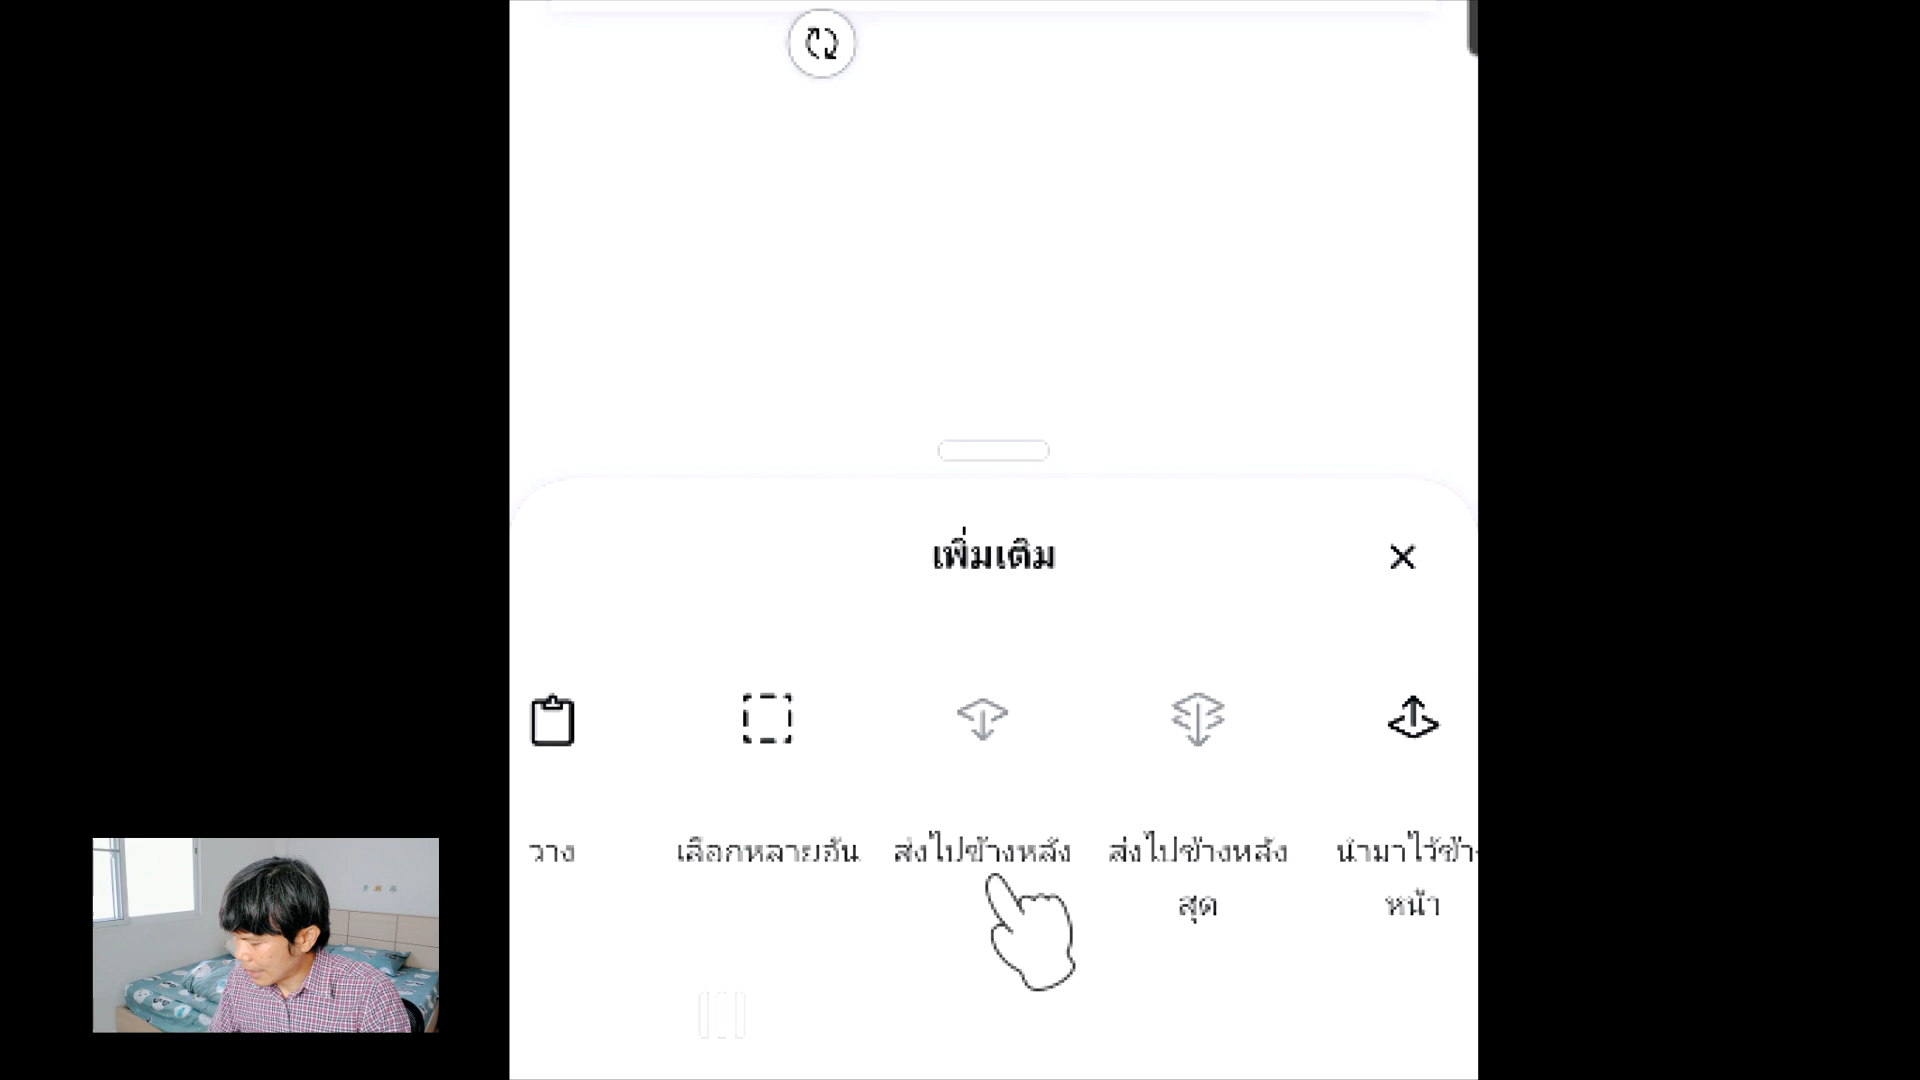 เพิ่มเติม
วาง
เลือกหลายอัน
ส่งไปข้างหลัง
ส่งไปข้างหลัง
สุด
นำมาไว้ข้าง
หน้า